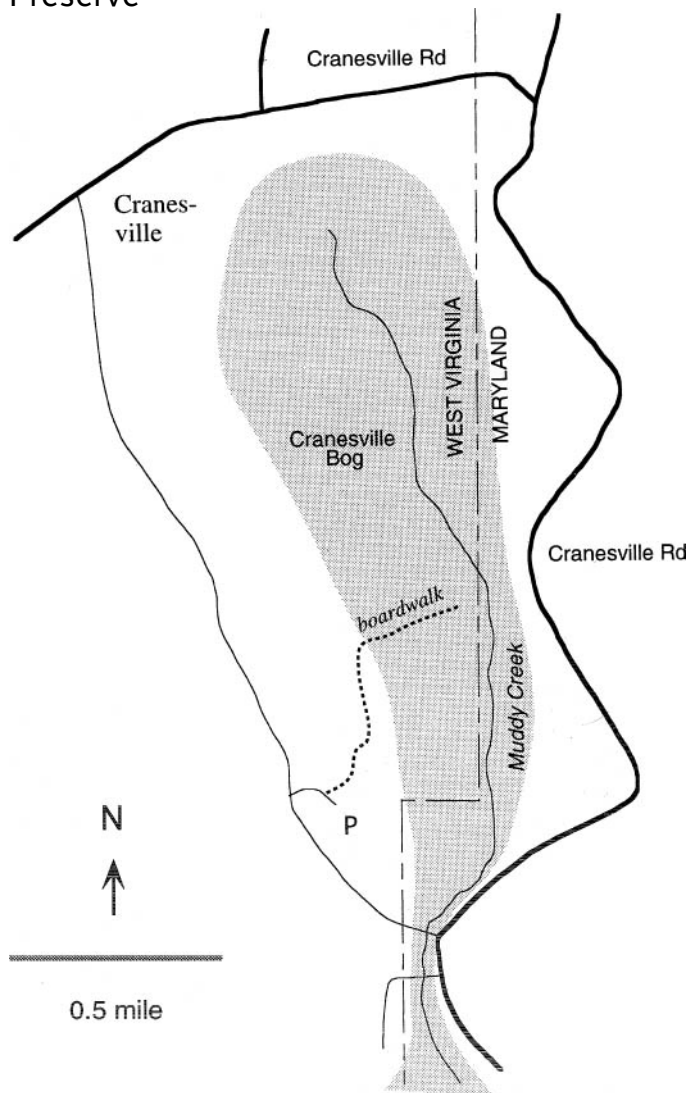 Preserve
Cranesville Rd
Cranes-
ville
WEST VIRGINIA
MARYLAND
Cranesville
Bog
Cranesville Rd
boardwalk
Muddy Creek
N
P
0.5 mile